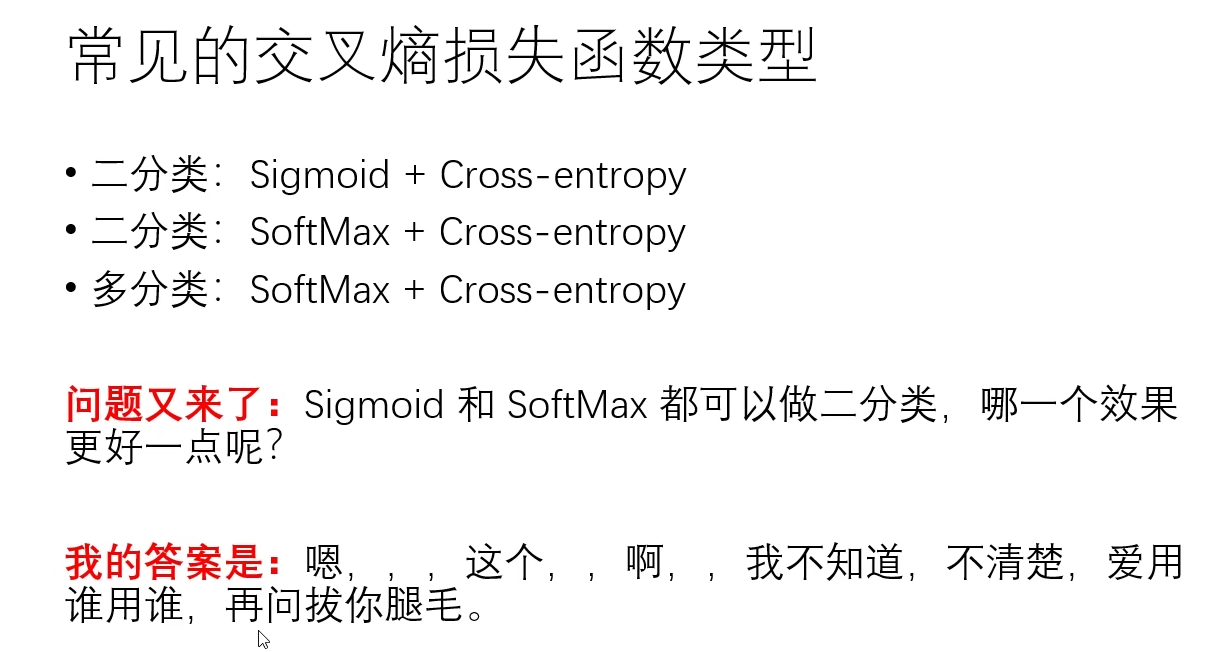 常见的交叉熵损失函数类型
• 二分类：Sigmoid + Cross-entropy
• 二分类：SoftMax + Cross-entropy
• 多分类：SoftMax + Cross-entropy
问题又来了：Sigmoid 和 SoftMax 都可以做二分类，哪一个效果
更好一点呢？
我的答案是：嗯，，，这个，，啊，，我不知道，不清楚，爱用
谁用谁，再问拔你腿毛。